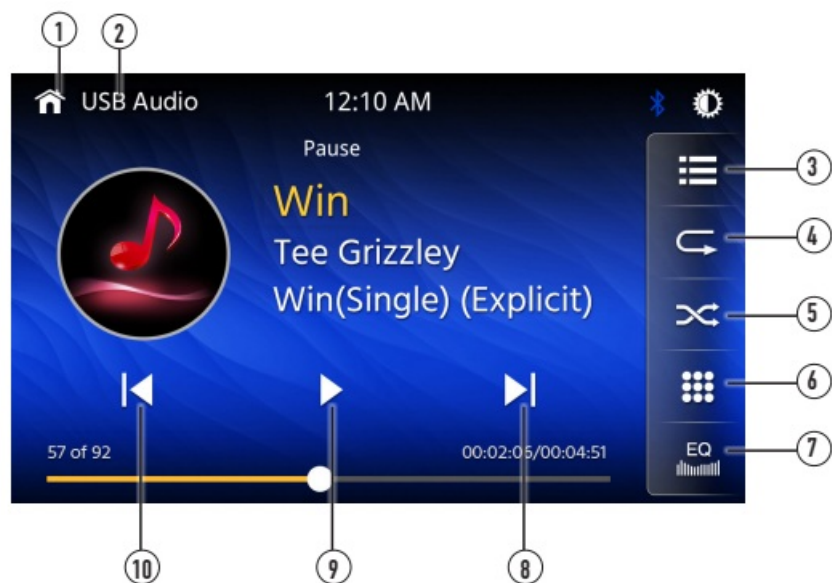 1
2
USB Audio
12:10 AM
Pause
Win
Tee Grizzley
Win(Single) (Explicit)
3
4
5
6
EQ
7
57 of 92
00:02:06/00:04:51
10
9
8